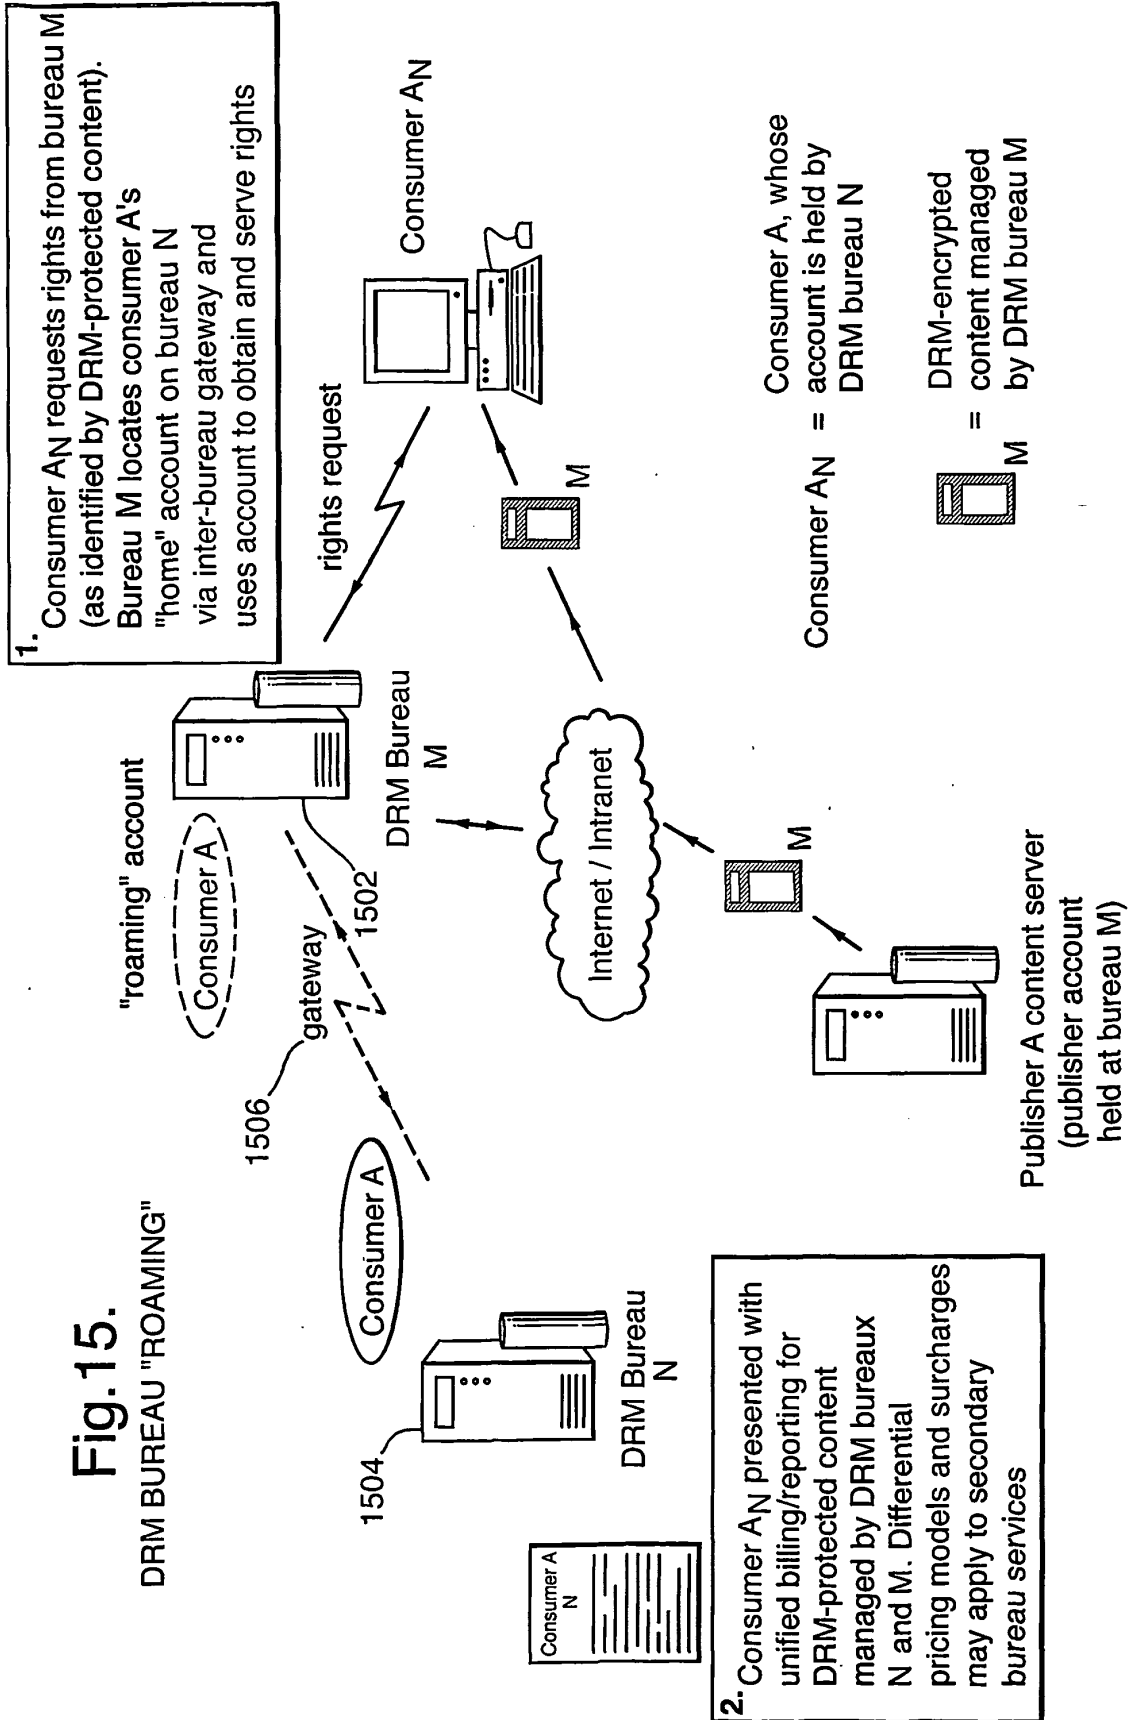 Fig.15.
DRM BUREAU "ROAMING"
1. Consumer AN requests rights from bureau M
(as identified by DRM-protected content).
Bureau M locates consumer A's
"home" account on bureau N
via inter-bureau gateway and
uses account to obtain and serve rights
"roaming" account
Consumer A
1506
gateway
1502
DRM Bureau
M
rights request
Consumer AN
M
Consumer A
1504
DRM Bureau
N
Internet / Intranet
M
Publisher A content server
(publisher account
held at bureau M)
Consumer A
N
2. Consumer AN presented with
unified billing/reporting for
DRM-protected content
managed by DRM bureaux
N and M. Differential
pricing models and surcharges
may apply to secondary
bureau services
Consumer AN = Consumer A, whose
account is held by
DRM bureau N
M = DRM-encrypted
content managed
by DRM bureau M